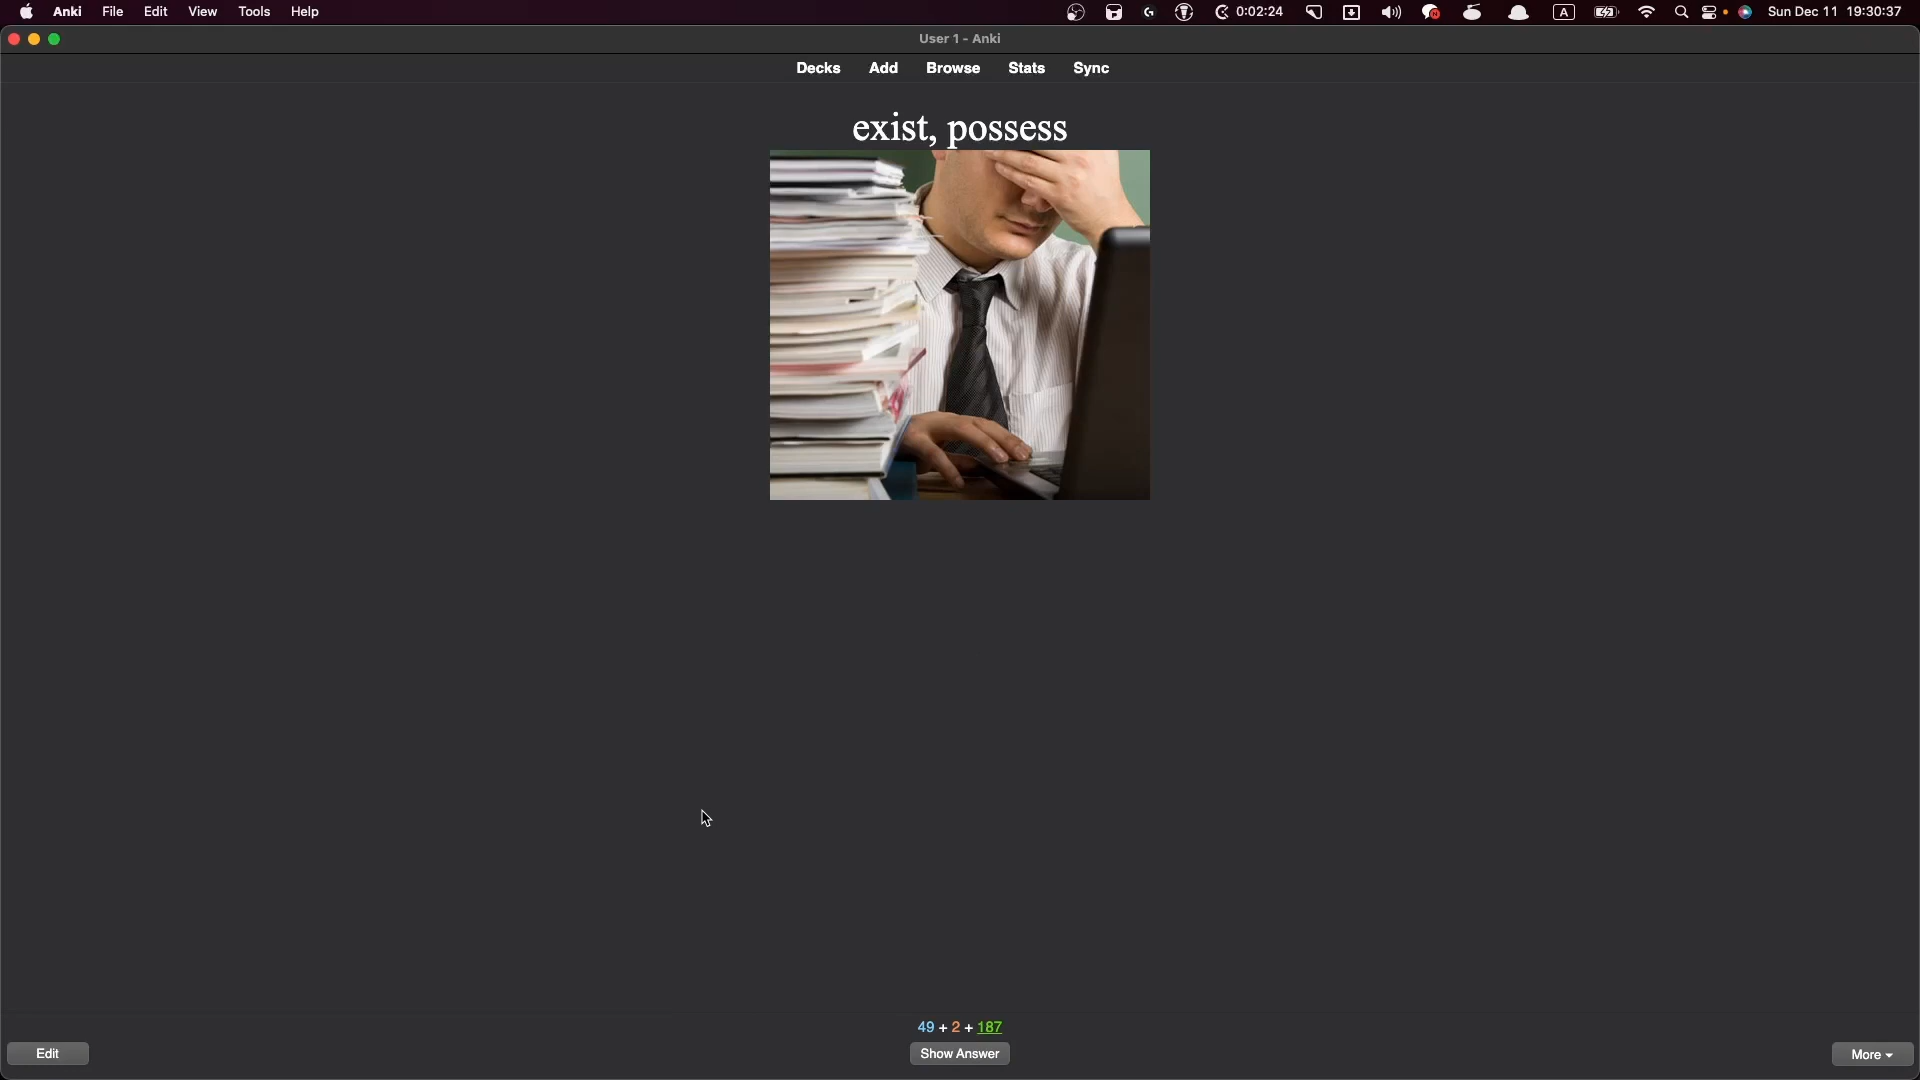 Anki File Edit View Tools Help 0:02:24 A Sun Dec 11 19:30:37
User 1 - Anki
Decks Add Browse Stats Sync
exist, possess
49 + 2 + 187
Edit Show Answer More